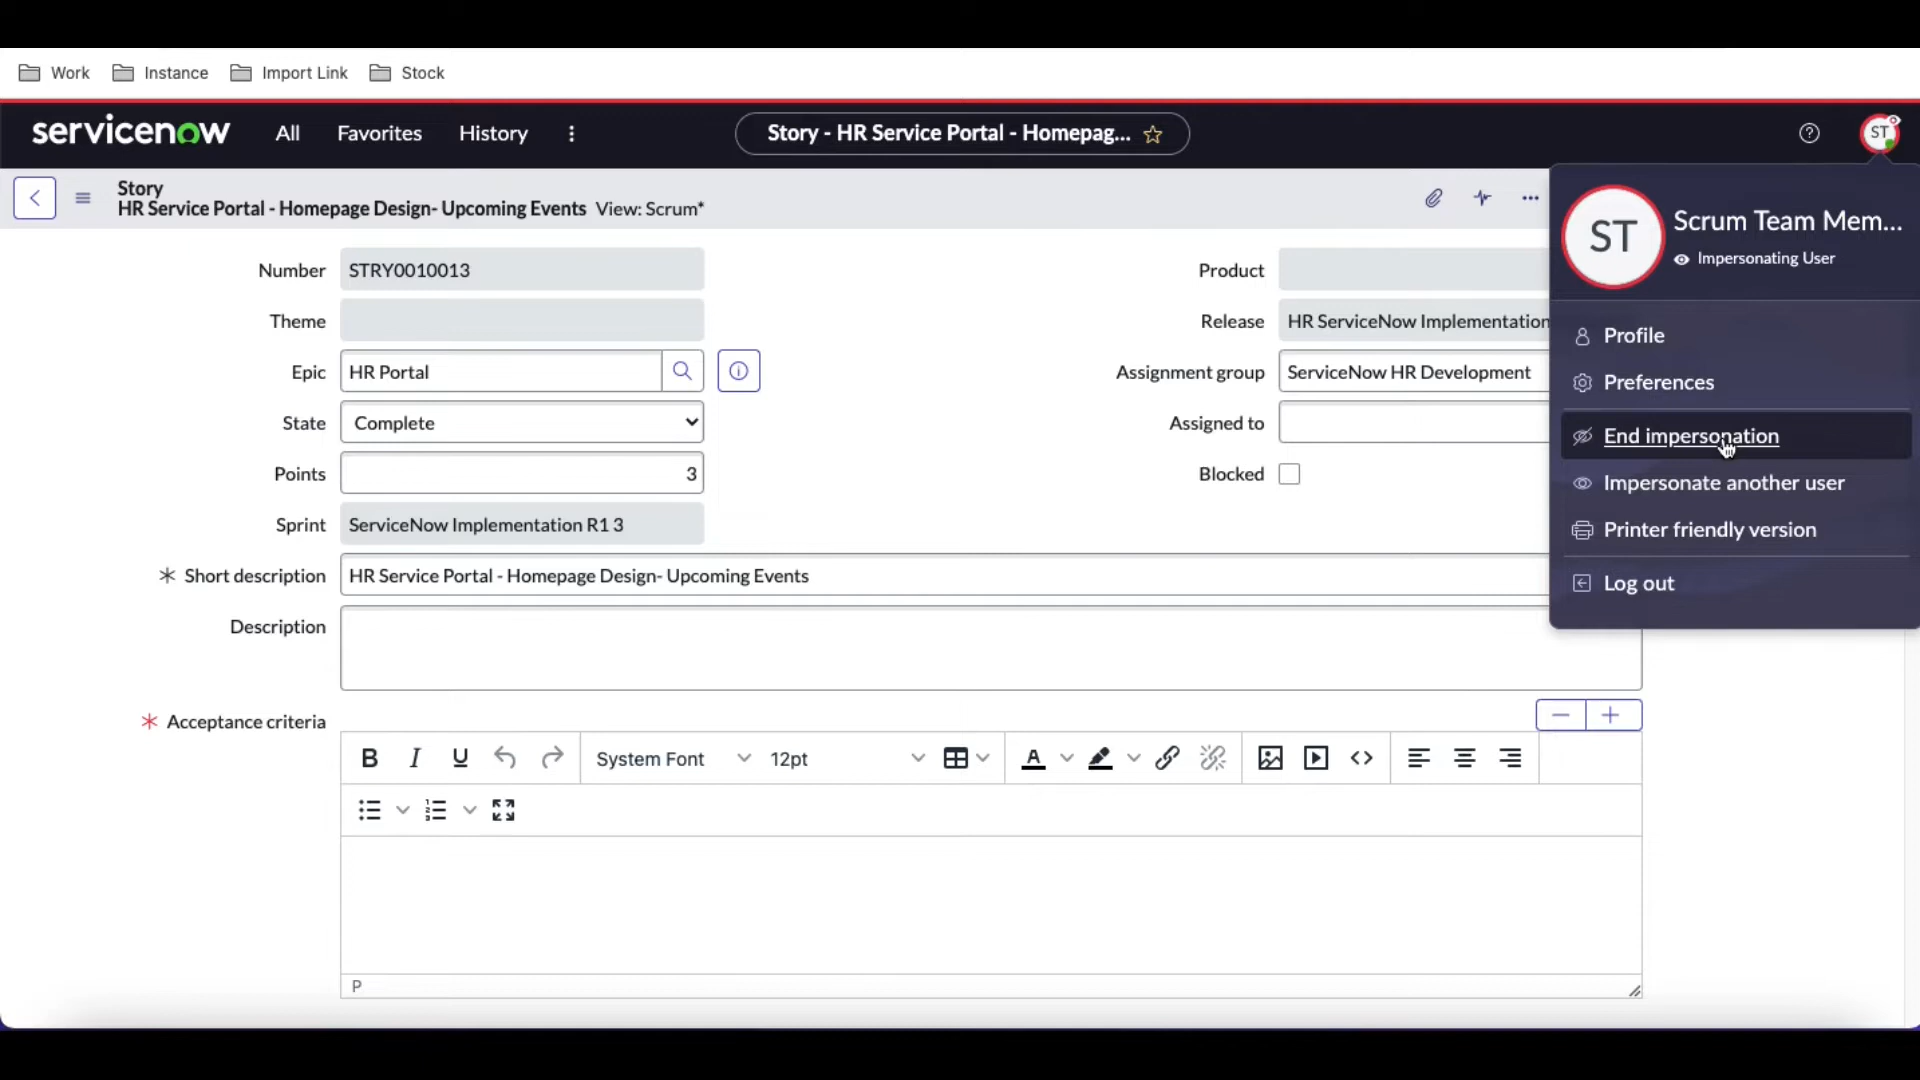 Work Instance Import Link Stock
servicenow All Favorites History Story - HR Service Portal - Homepag... ST
Story
HR Service Portal - Homepage Design- Upcoming Events View: Scrum*
ST Scrum Team Mem...
Impersonating User
Number STRY0010013 Product
Theme Release HR ServiceNow Implementation
Profile
Epic HR Portal Assignment group ServiceNow HR Development
Preferences
State Complete Assigned to
End impersonation
Points 3 Blocked
Impersonate another user
Sprint ServiceNow Implementation R1 3
Printer friendly version
* Short description HR Service Portal - Homepage Design- Upcoming Events
Log out
Description
* Acceptance criteria
B I U System Font 12pt A
P